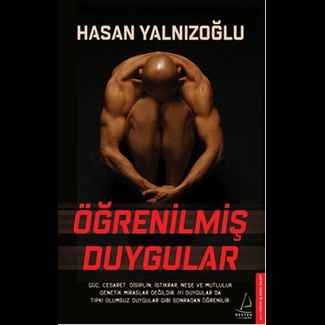 HASAN YALNIZOĞLU
ÖĞRENİLMİŞ
DUYGULAR
GÜÇ, CESARET, DİSİPLİN, İSTİKRAR, NEŞE VE MUTLULUK
GENETİK MİRASLAR DEĞİLDİR. İYİ DUYGULAR DA
TIPKI OLUMSUZ DUYGULAR GİBİ SONRADAN ÖĞRENİLİR.
DESTEK